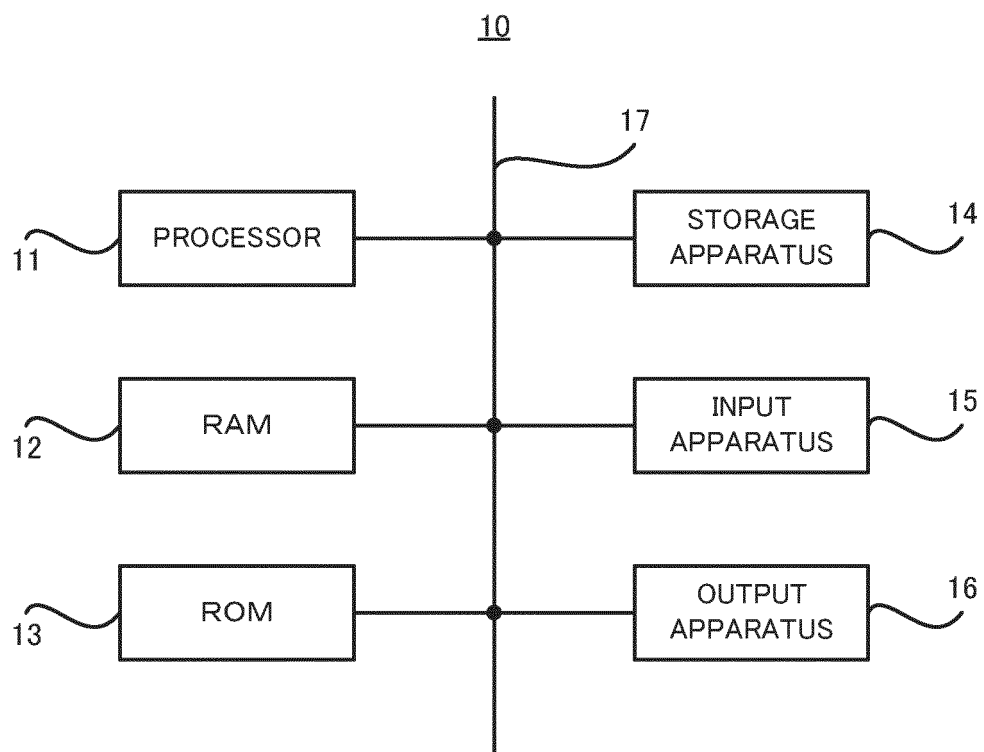 10
17
PROCESSOR
11
STORAGE
APPARATUS
14
RAM
12
INPUT
APPARATUS
15
ROM
13
OUTPUT
APPARATUS
16